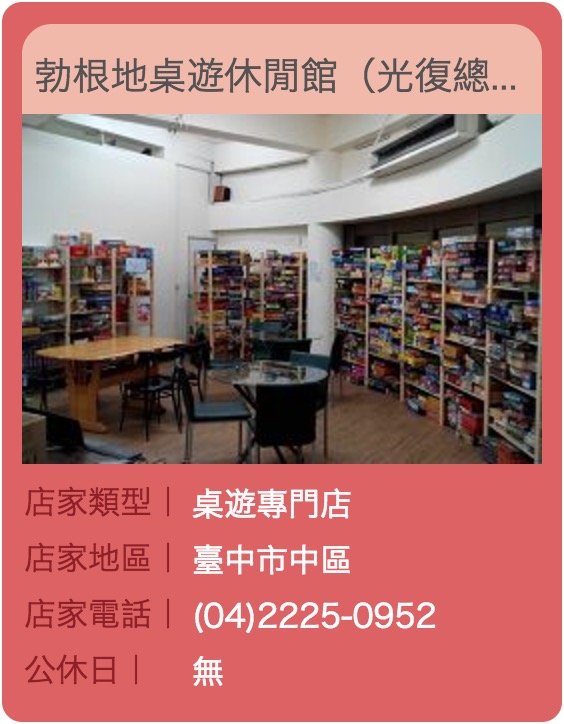 勃根地桌遊休閒館（光復總...
店家類型｜ 桌遊專門店
店家地區｜ 臺中市中區
店家電話｜ (04)2225-0952
公休日｜ 無